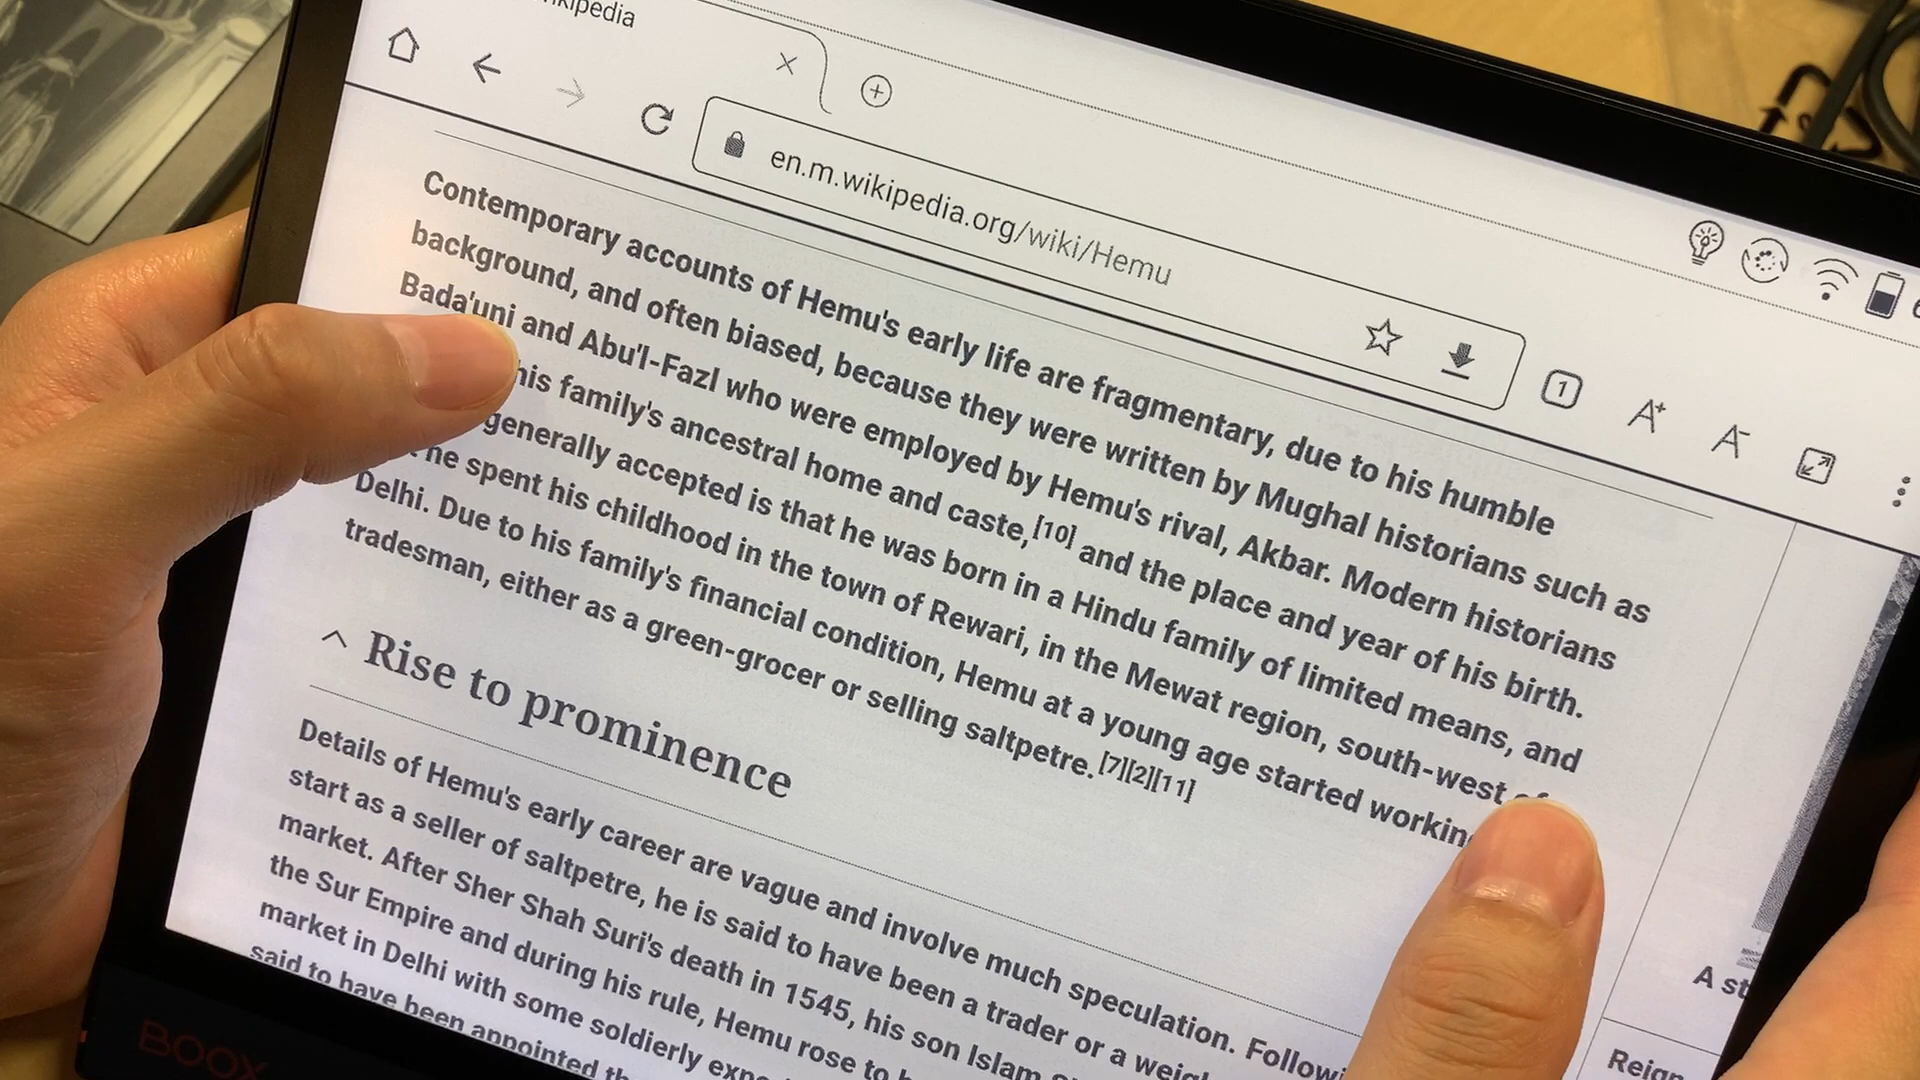 en.m.wikipedia.org/wiki/Hemu
1
A+
A-
Contemporary accounts of Hemu's early life are fragmentary, due to his humble
background, and often biased, because they were written by Mughal historians such as
Bada'uni and Abu'l-Fazl who were employed by Hemu's rival, Akbar. Modern historians
his family's ancestral home and caste,[10] and the place and year of his birth.
generally accepted is that he was born in a Hindu family of limited means, and
he spent his childhood in the town of Rewari, in the Mewat region, south-west
Delhi. Due to his family's financial condition, Hemu at a young age started
tradesman, either as a green-grocer or selling saltpetre.[7][2][11]
Rise to prominence
Details of Hemu's early career are vague and involve much speculation.
start as a seller of saltpetre, he is said to have been a trader or a
market. After Sher Shah Suri's death in 1545, his son Islam
the Sur Empire and during his rule, Hemu rose to
market in Delhi with some soldierly
said to have been appointed
A
Reign
BOOX